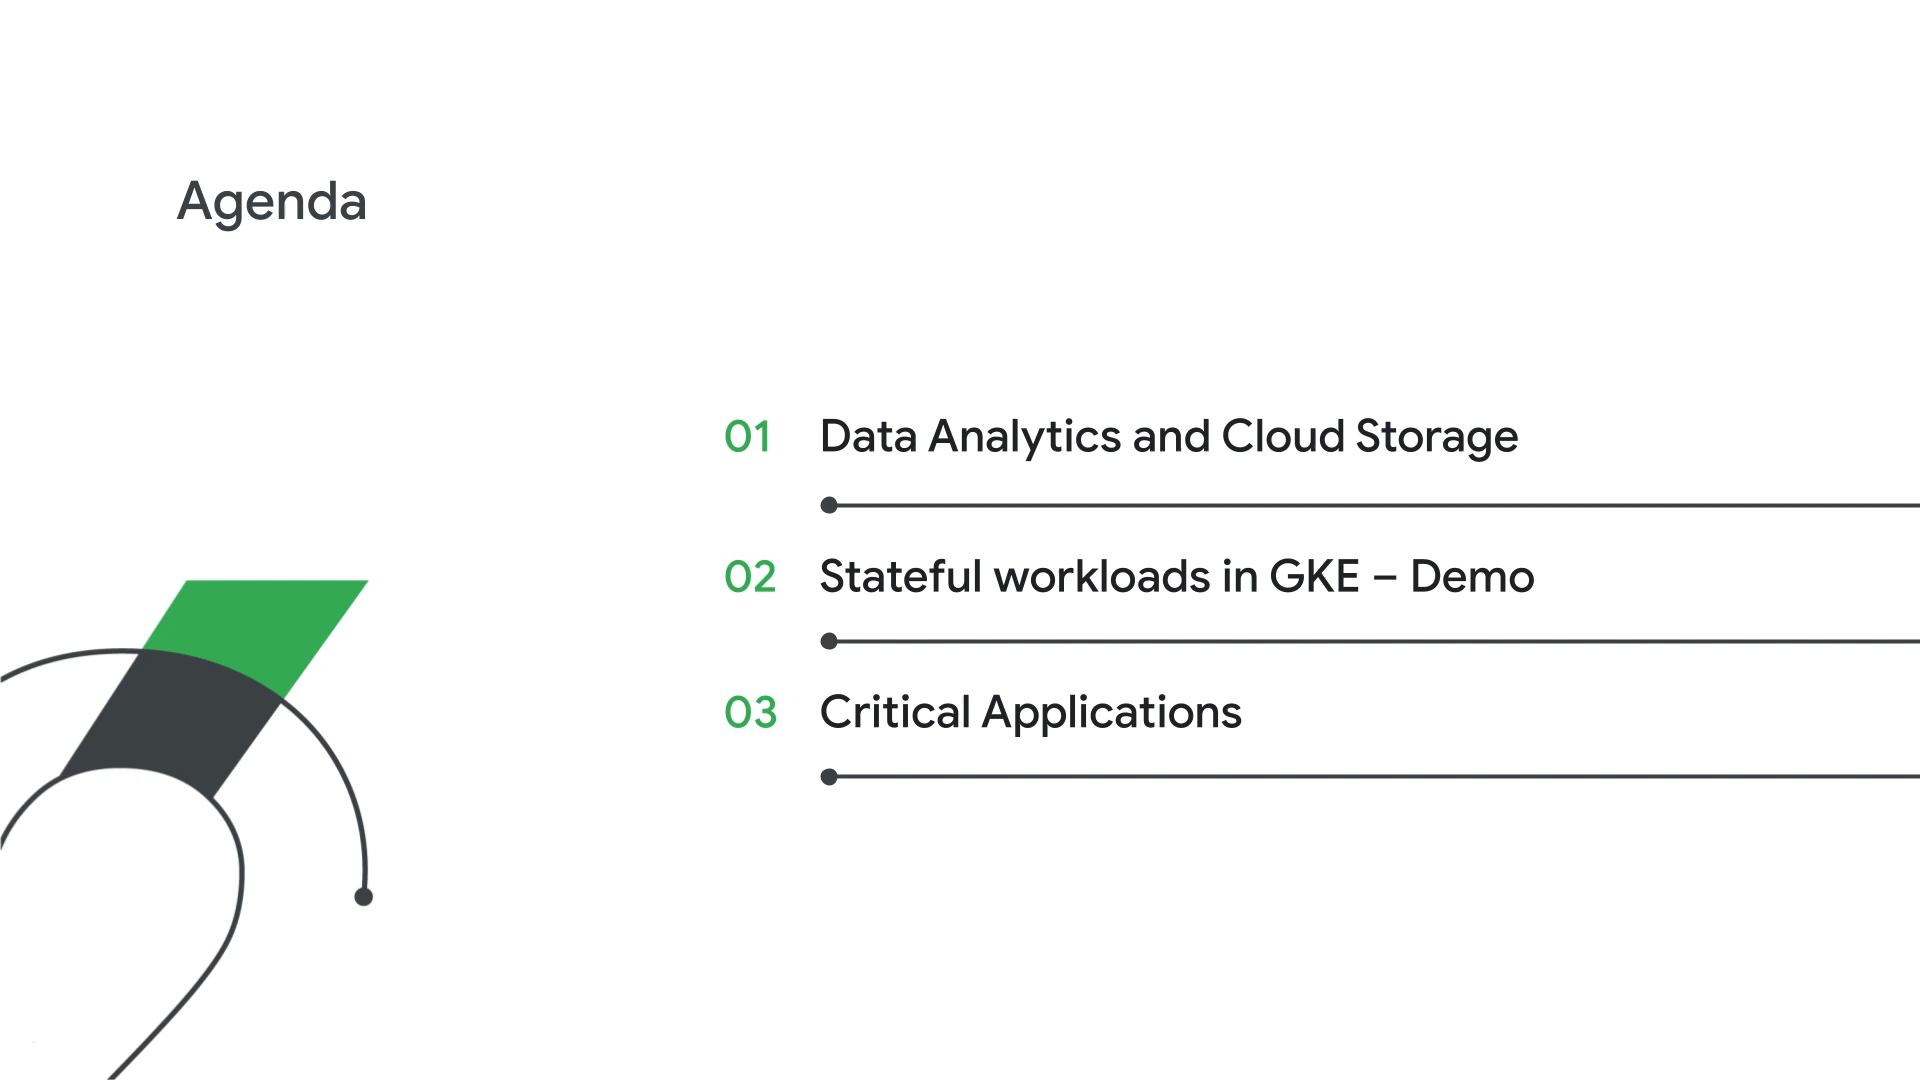 Agenda
01 Data Analytics and Cloud Storage
02 Stateful workloads in GKE – Demo
03 Critical Applications